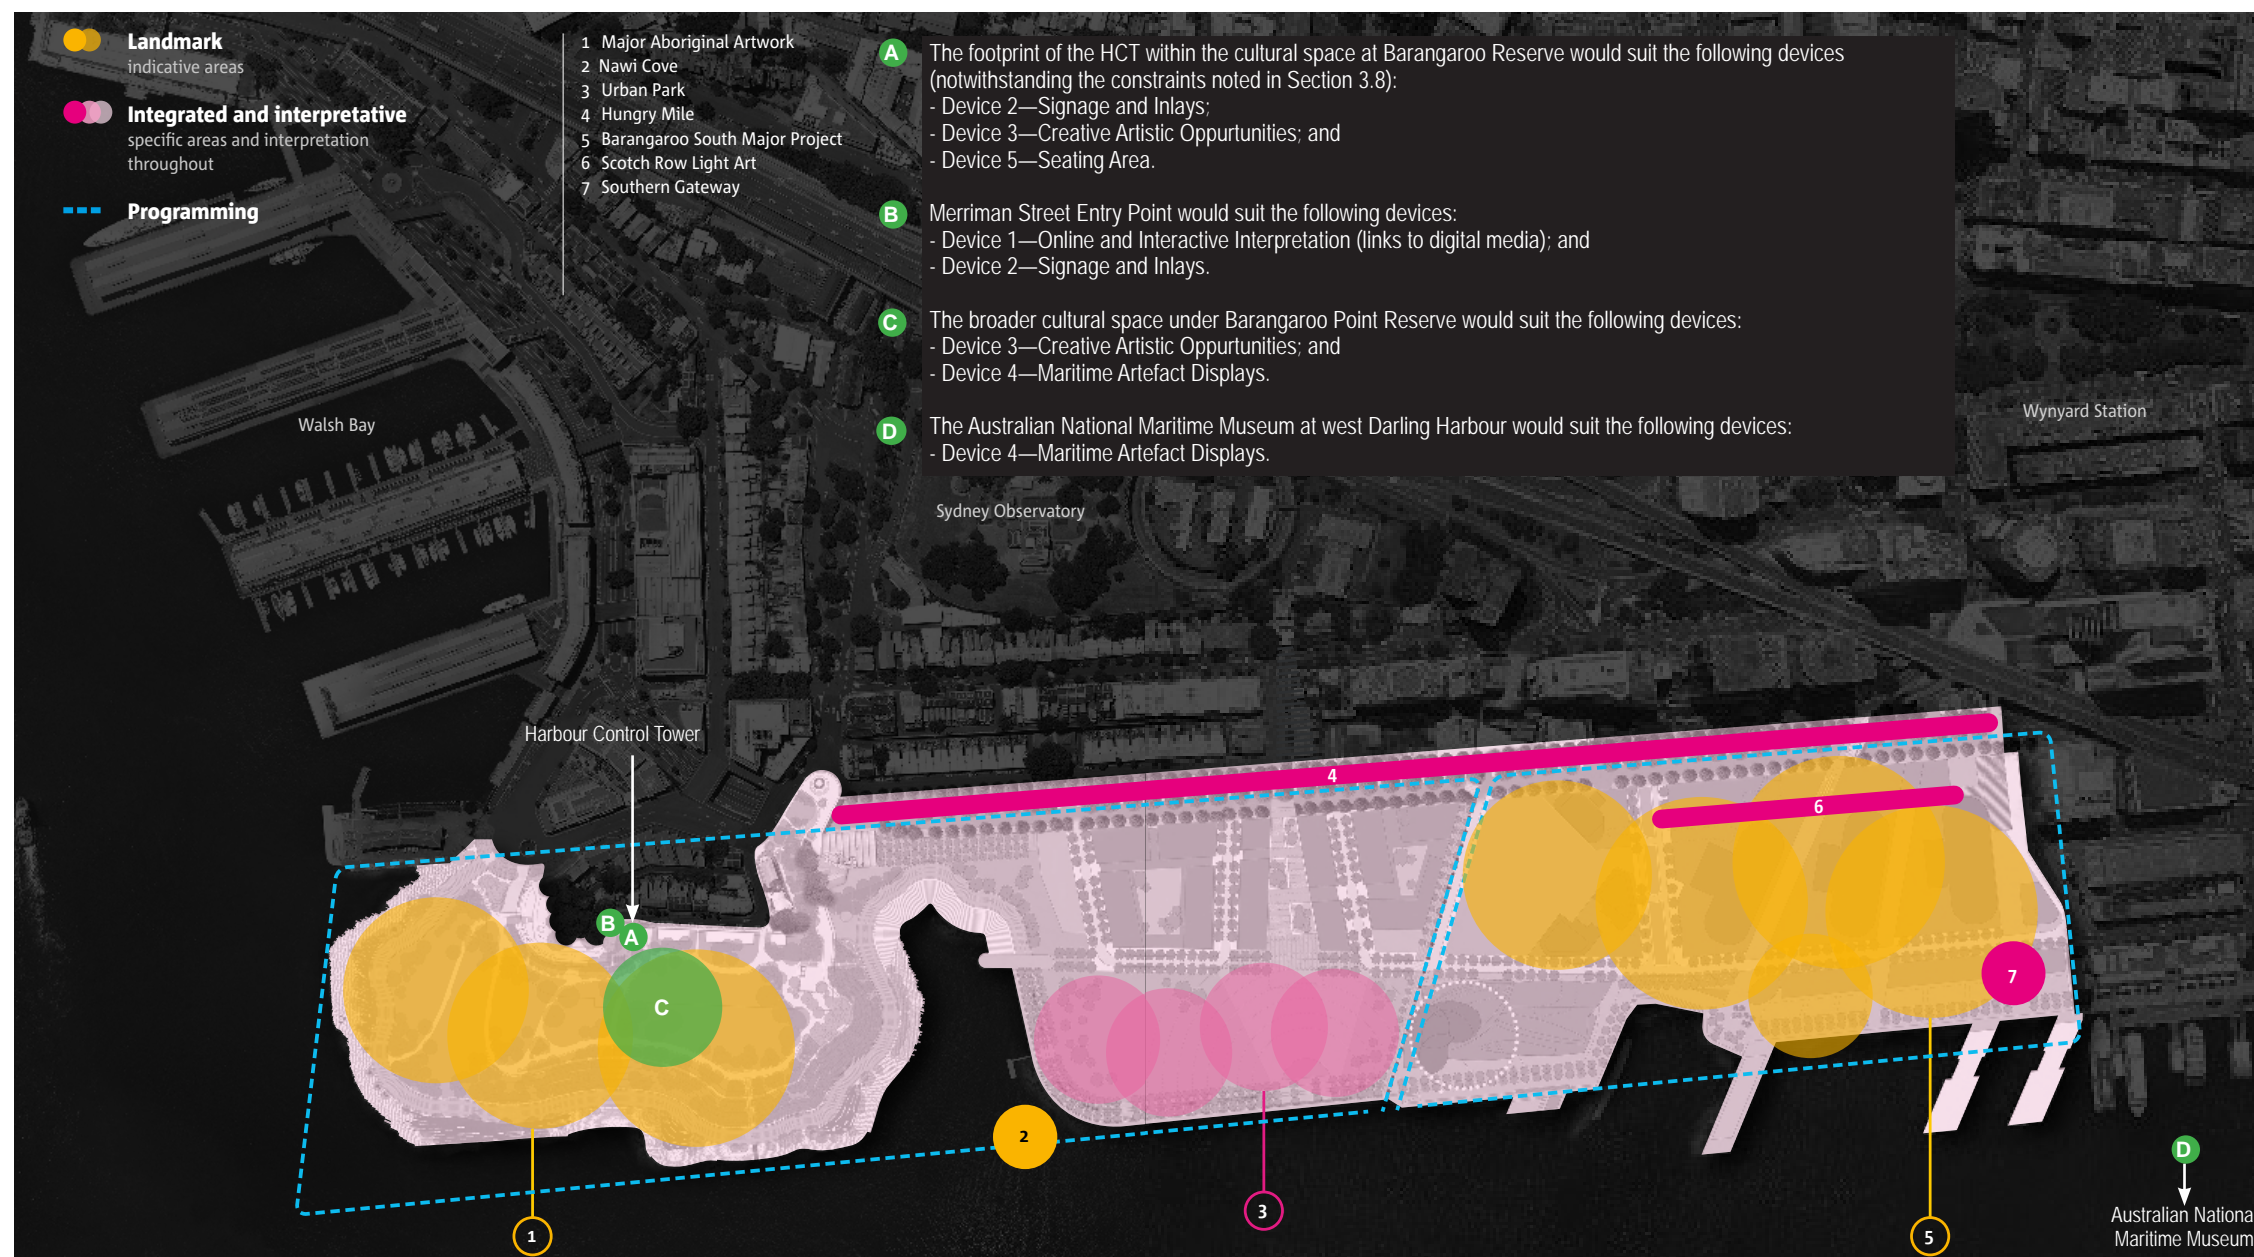 Landmark
indicative areas
Integrated and interpretative
specific areas and interpretation
throughout
Programming
1 Major Aboriginal Artwork
2 Nawi Cove
3 Urban Park
4 Hungry Mile
5 Barangaroo South Major Project
6 Scotch Row Light Art
7 Southern Gateway
A The footprint of the HCT within the cultural space at Barangaroo Reserve would suit the following devices
(notwithstanding the constraints noted in Section 3.8):
- Device 2—Signage and Inlays;
- Device 3—Creative Artistic Oppurtunities; and
- Device 5—Seating Area.
B Merriman Street Entry Point would suit the following devices:
- Device 1—Online and Interactive Interpretation (links to digital media); and
- Device 2—Signage and Inlays.
C The broader cultural space under Barangaroo Point Reserve would suit the following devices:
- Device 3—Creative Artistic Oppurtunities; and
- Device 4—Maritime Artefact Displays.
D The Australian National Maritime Museum at west Darling Harbour would suit the following devices:
- Device 4—Maritime Artefact Displays.
Walsh Bay
Wynyard Station
Sydney Observatory
Harbour Control Tower
4
6
B
A
C
7
2
D
3
1
5
Australian Nationa
Maritime Museum